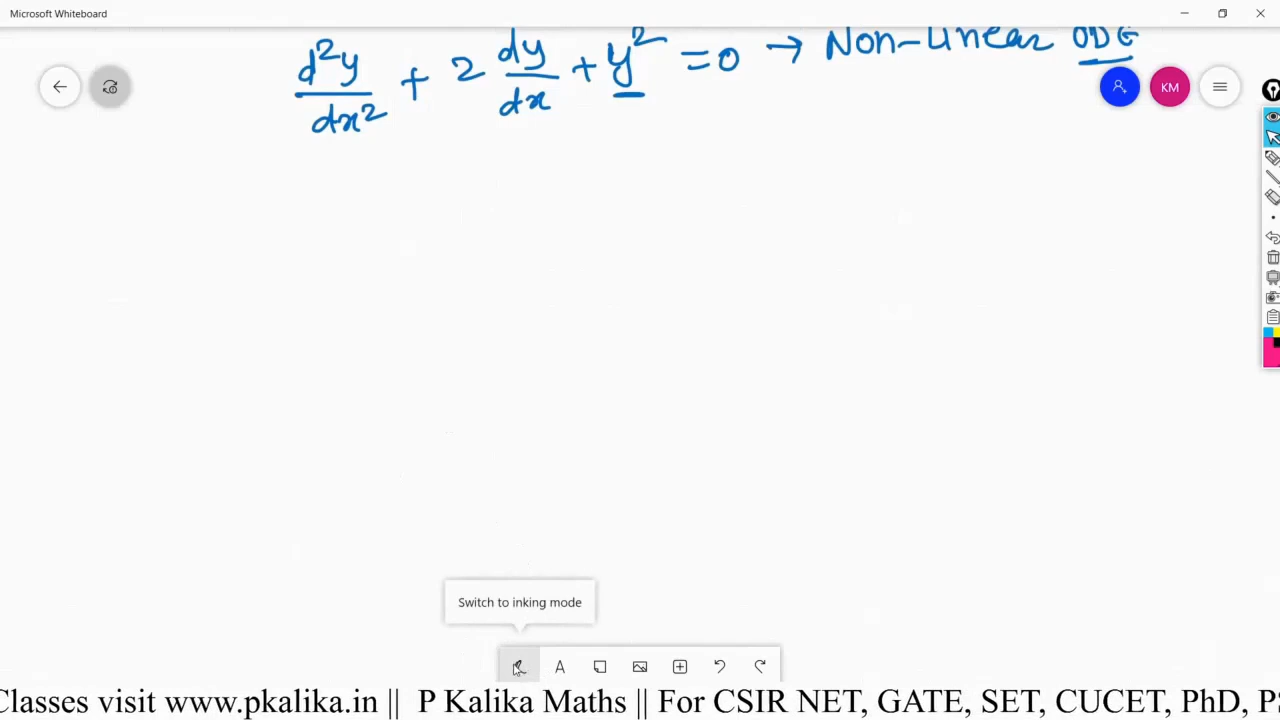 Microsoft Whiteboard
d²y/dx² + 2 dy/dx + y² = 0 → Non-Linear ODE
KM
Switch to inking mode
A
Classes visit www.pkalika.in || P Kalika Maths || For CSIR NET, GATE, SET, CUCET, PhD, PS